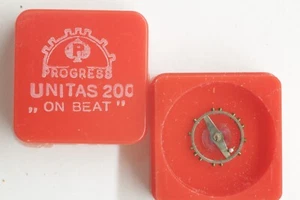 P
PROGRESS
UNITAS 200
„ ON BEAT ”